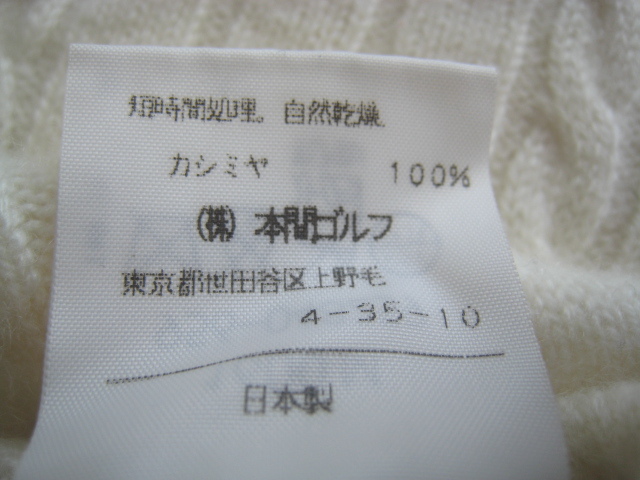 短時間処理。自然乾燥。
カシミヤ 100%
(株) 本間ゴルフ
東京都世田谷区上野毛
4-35-10
日本製